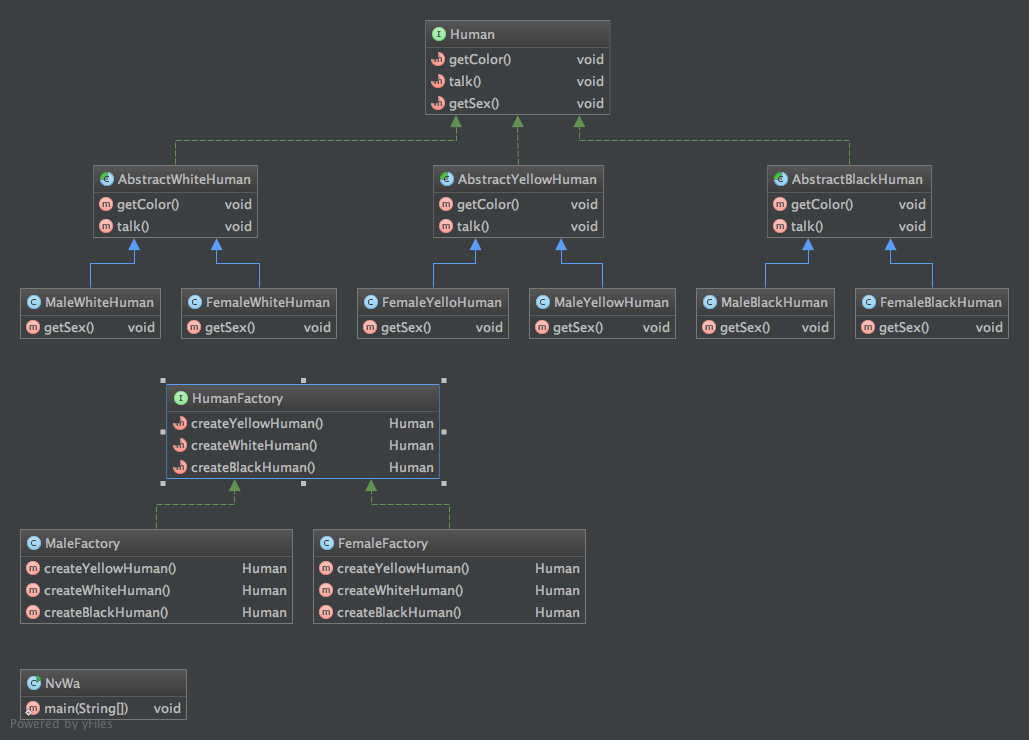 Human
getColor() void
talk() void
getSex() void
AbstractWhiteHuman
getColor() void
talk() void
AbstractYellowHuman
getColor() void
talk() void
AbstractBlackHuman
getColor() void
talk() void
MaleWhiteHuman
getSex() void
FemaleWhiteHuman
getSex() void
FemaleYelloHuman
getSex() void
MaleYellowHuman
getSex() void
MaleBlackHuman
getSex() void
FemaleBlackHuman
getSex() void
HumanFactory
createYellowHuman() Human
createWhiteHuman() Human
createBlackHuman() Human
MaleFactory
createYellowHuman() Human
createWhiteHuman() Human
createBlackHuman() Human
FemaleFactory
createYellowHuman() Human
createWhiteHuman() Human
createBlackHuman() Human
NvWa
main(String[]) void
Powered by yFiles